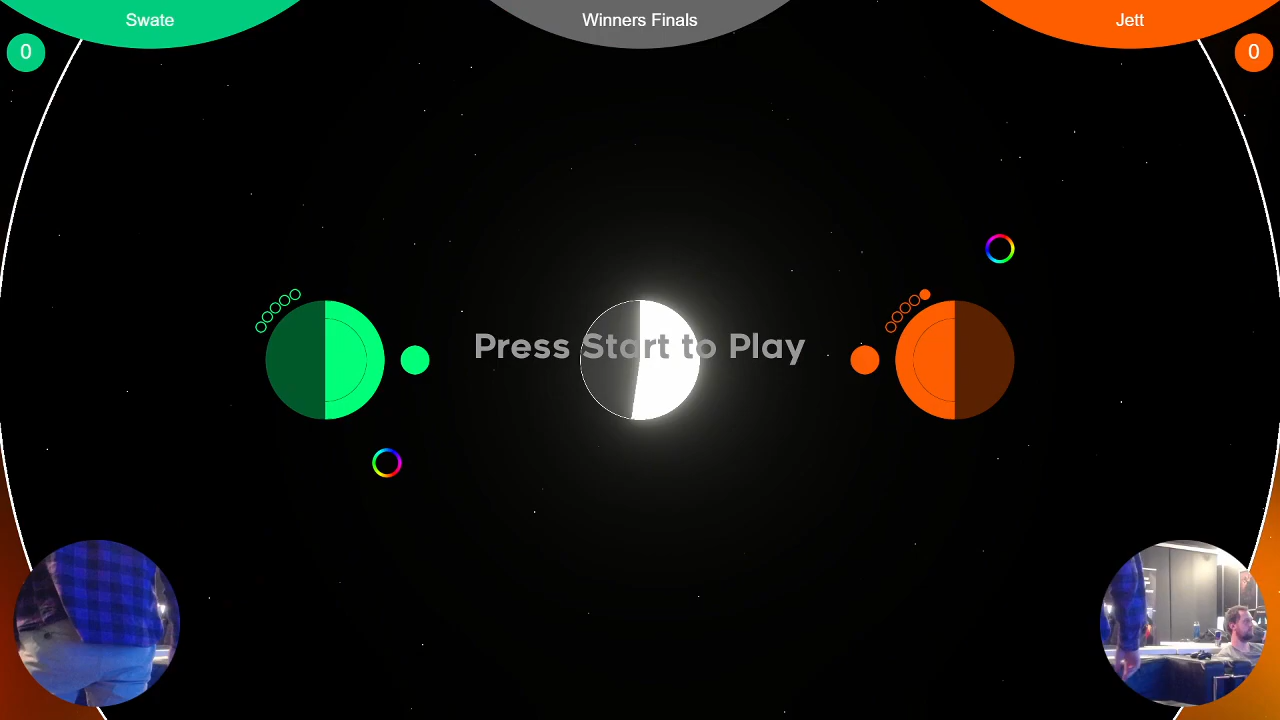 Swate
Winners Finals
Jett
0
0
Press Start to Play